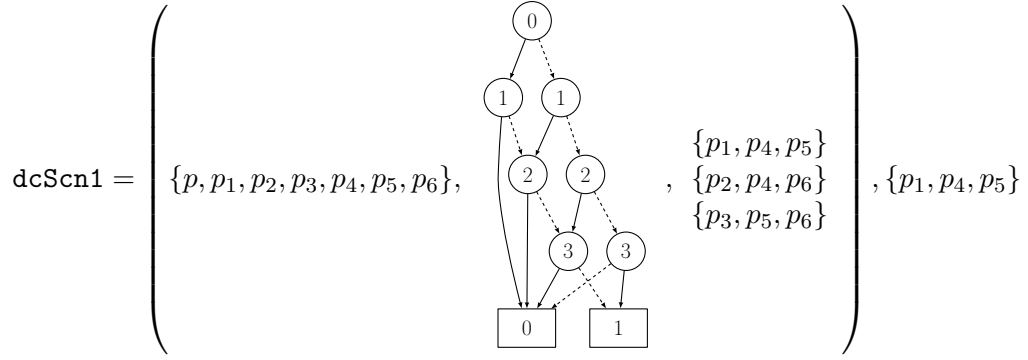 dcScn1 = ( {p, p₁, p₂, p₃, p₄, p₅, p₆},
0
1 1
2 2
3 3
0 1
, {p₁, p₄, p₅}
{p₂, p₄, p₆}
{p₃, p₅, p₆}
) , {p₁, p₄, p₅}